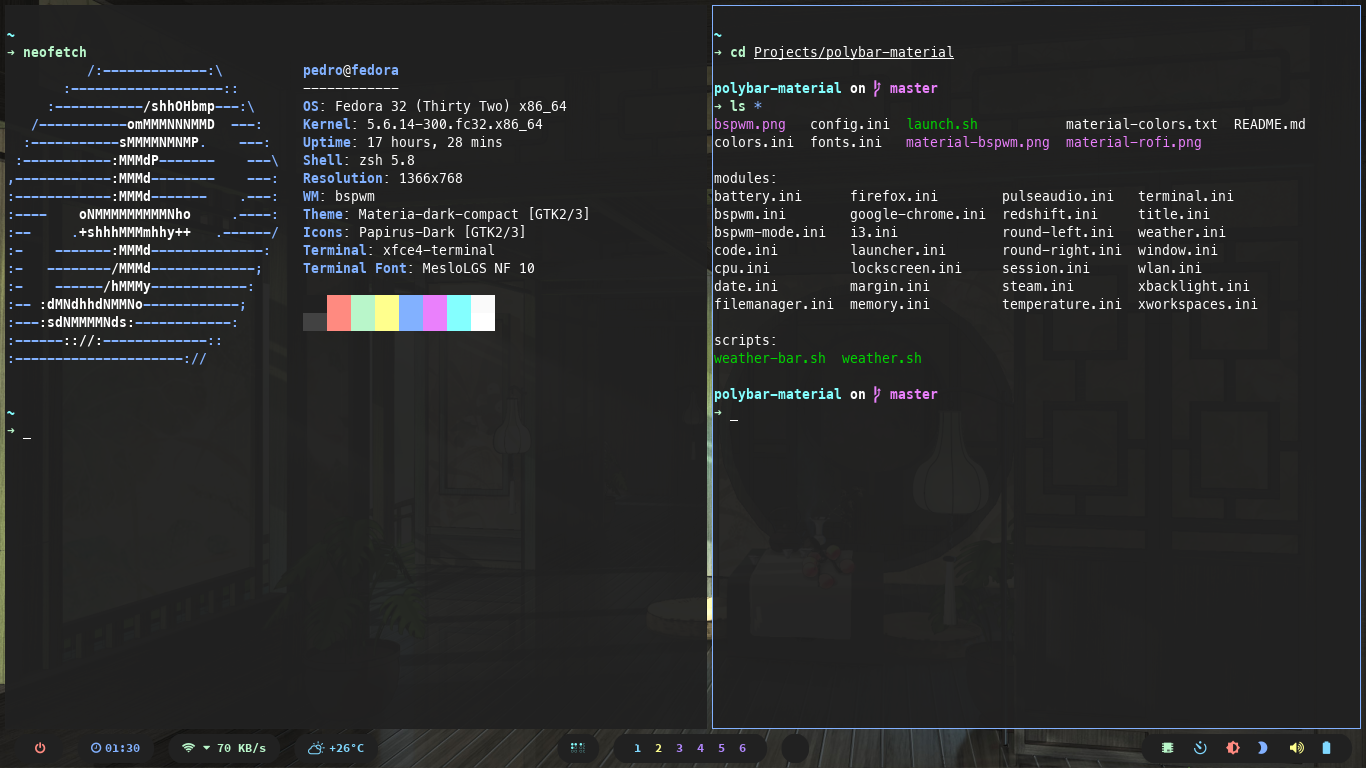 ~
→ neofetch
/:-------------:\
:-------------------::
:-----------/shhOHbmp---:\
/-----------omMMMNNNMMD  ---:
:-----------sMMMMNMNMP.    ---:
:-----------:MMMdP-------    ---\
,------------:MMMd--------    ---:
:------------:MMMd-------    .---:
:----    oNMMMMMMMMMNho     .----:
:--     .+shhhMMMmhhy++   .------/
:-    -------:MMMd--------------:
:-   --------/MMMd-------------;
:-    ------/hMMMy------------:
:-- :dMNdhhdNMMNo------------;
:---:sdNMMMMNds:------------:
:------:://:-------------::
:---------------------://
pedro@fedora
------------
OS: Fedora 32 (Thirty Two) x86_64
Kernel: 5.6.14-300.fc32.x86_64
Uptime: 17 hours, 28 mins
Shell: zsh 5.8
Resolution: 1366x768
WM: bspwm
Theme: Materia-dark-compact [GTK2/3]
Icons: Papirus-Dark [GTK2/3]
Terminal: xfce4-terminal
Terminal Font: MesloLGS NF 10
~
→ _
~
→ cd Projects/polybar-material
polybar-material on master
→ ls *
bspwm.png   config.ini  launch.sh           material-colors.txt  README.md
colors.ini  fonts.ini   material-bspwm.png  material-rofi.png
modules:
battery.ini      firefox.ini        pulseaudio.ini   terminal.ini
bspwm.ini        google-chrome.ini  redshift.ini     title.ini
bspwm-mode.ini   i3.ini             round-left.ini   weather.ini
code.ini         launcher.ini       round-right.ini  window.ini
cpu.ini          lockscreen.ini     session.ini      wlan.ini
date.ini         margin.ini         steam.ini        xbacklight.ini
filemanager.ini  memory.ini         temperature.ini  xworkspaces.ini
scripts:
weather-bar.sh  weather.sh
polybar-material on master
→ _
01:30 70 KB/s +26°C 1 2 3 4 5 6